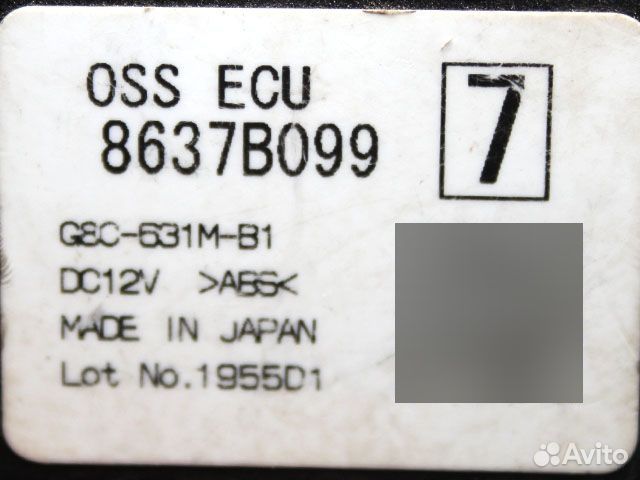 OSS ECU
8637B099
7
G8C-631M-B1
DC12V >ABS<
MADE IN JAPAN
Lot No.1955D1
Avito